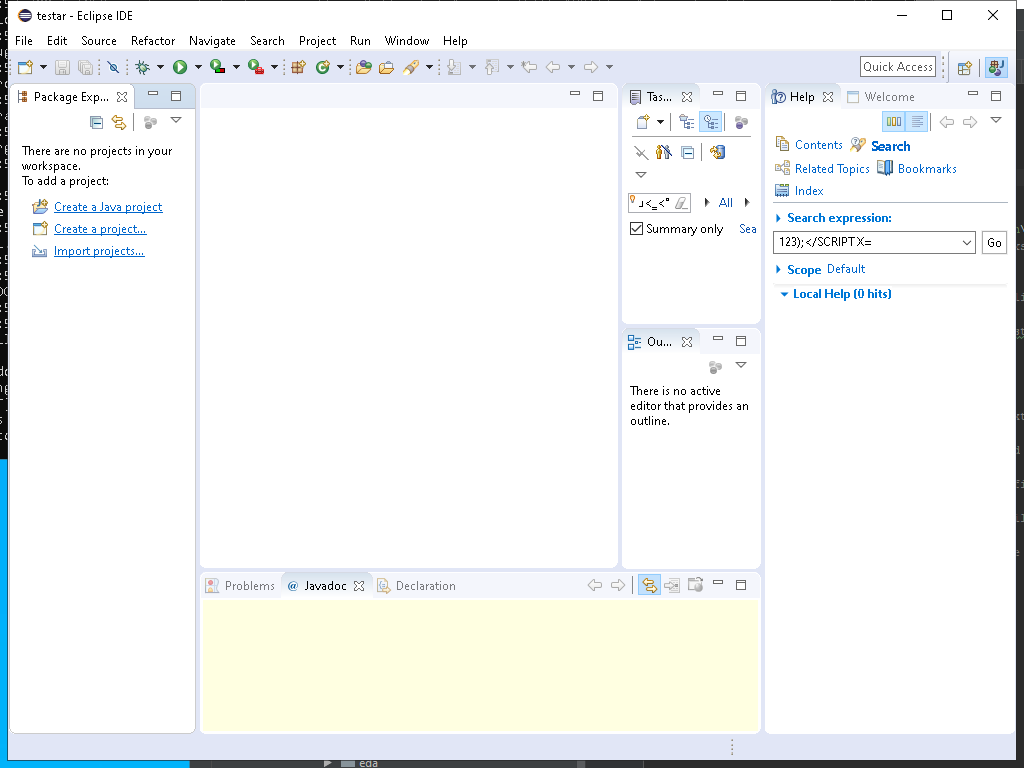 testar - Eclipse IDE
File Edit Source Refactor Navigate Search Project Run Window Help
Quick Access
Package Exp...
There are no projects in your
workspace.
To add a project:
Create a Java project
Create a project...
Import projects...
Tas...
All
Summary only Sea
Ou...
There is no active
editor that provides an
outline.
Help Welcome
Contents Search
Related Topics Bookmarks
Index
Search expression:
123);</SCRIPTX=
Go
Scope Default
Local Help (0 hits)
Problems @ Javadoc Declaration
eda